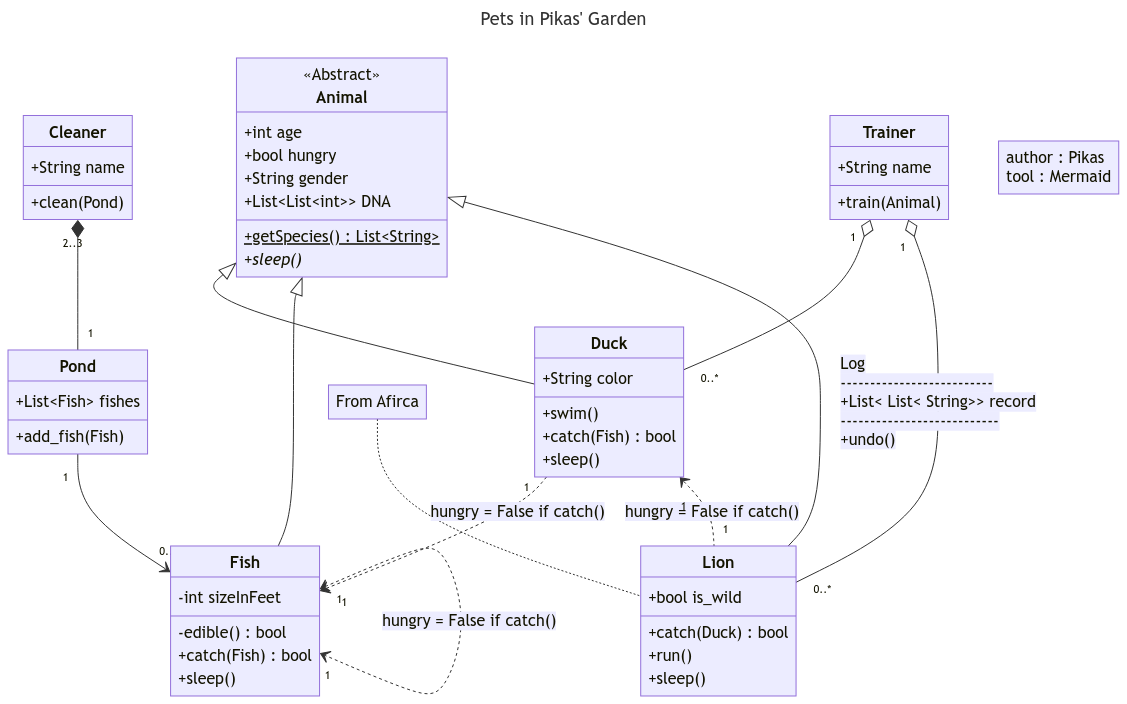 Pets in Pikas' Garden
«Abstract»
Animal
+int age
+bool hungry
+String gender
+List<List<int>> DNA
+getSpecies() : List<String>
+sleep()
Cleaner
+String name
+clean(Pond)
2..3
1
Trainer
+String name
+train(Animal)
1
1
author : Pikas
tool : Mermaid
Pond
+List<Fish> fishes
+add_fish(Fish)
1
0.
From Afirca
Duck
+String color
+swim()
+catch(Fish) : bool
+sleep()
0..*
1
Log
-------------------------
+List< List< String>> record
--------------------------
+undo()
hungry = False if catch()
hungry = False if catch()
1
1
Fish
-int sizeInFeet
-edible() : bool
+catch(Fish) : bool
+sleep()
1
1
1
hungry = False if catch()
Lion
+bool is_wild
+catch(Duck) : bool
+run()
+sleep()
0..*